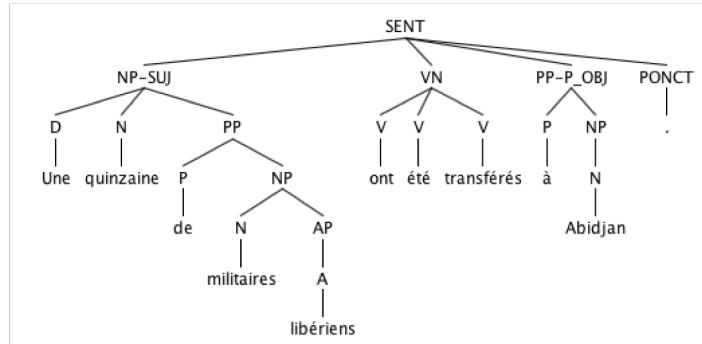 SENT
NP-SUJ VN PP-P_OBJ PONCT
D N PP V V V P NP .
Une quinzaine P NP ont été transférés à N
de N AP Abidjan
militaires A
libériens